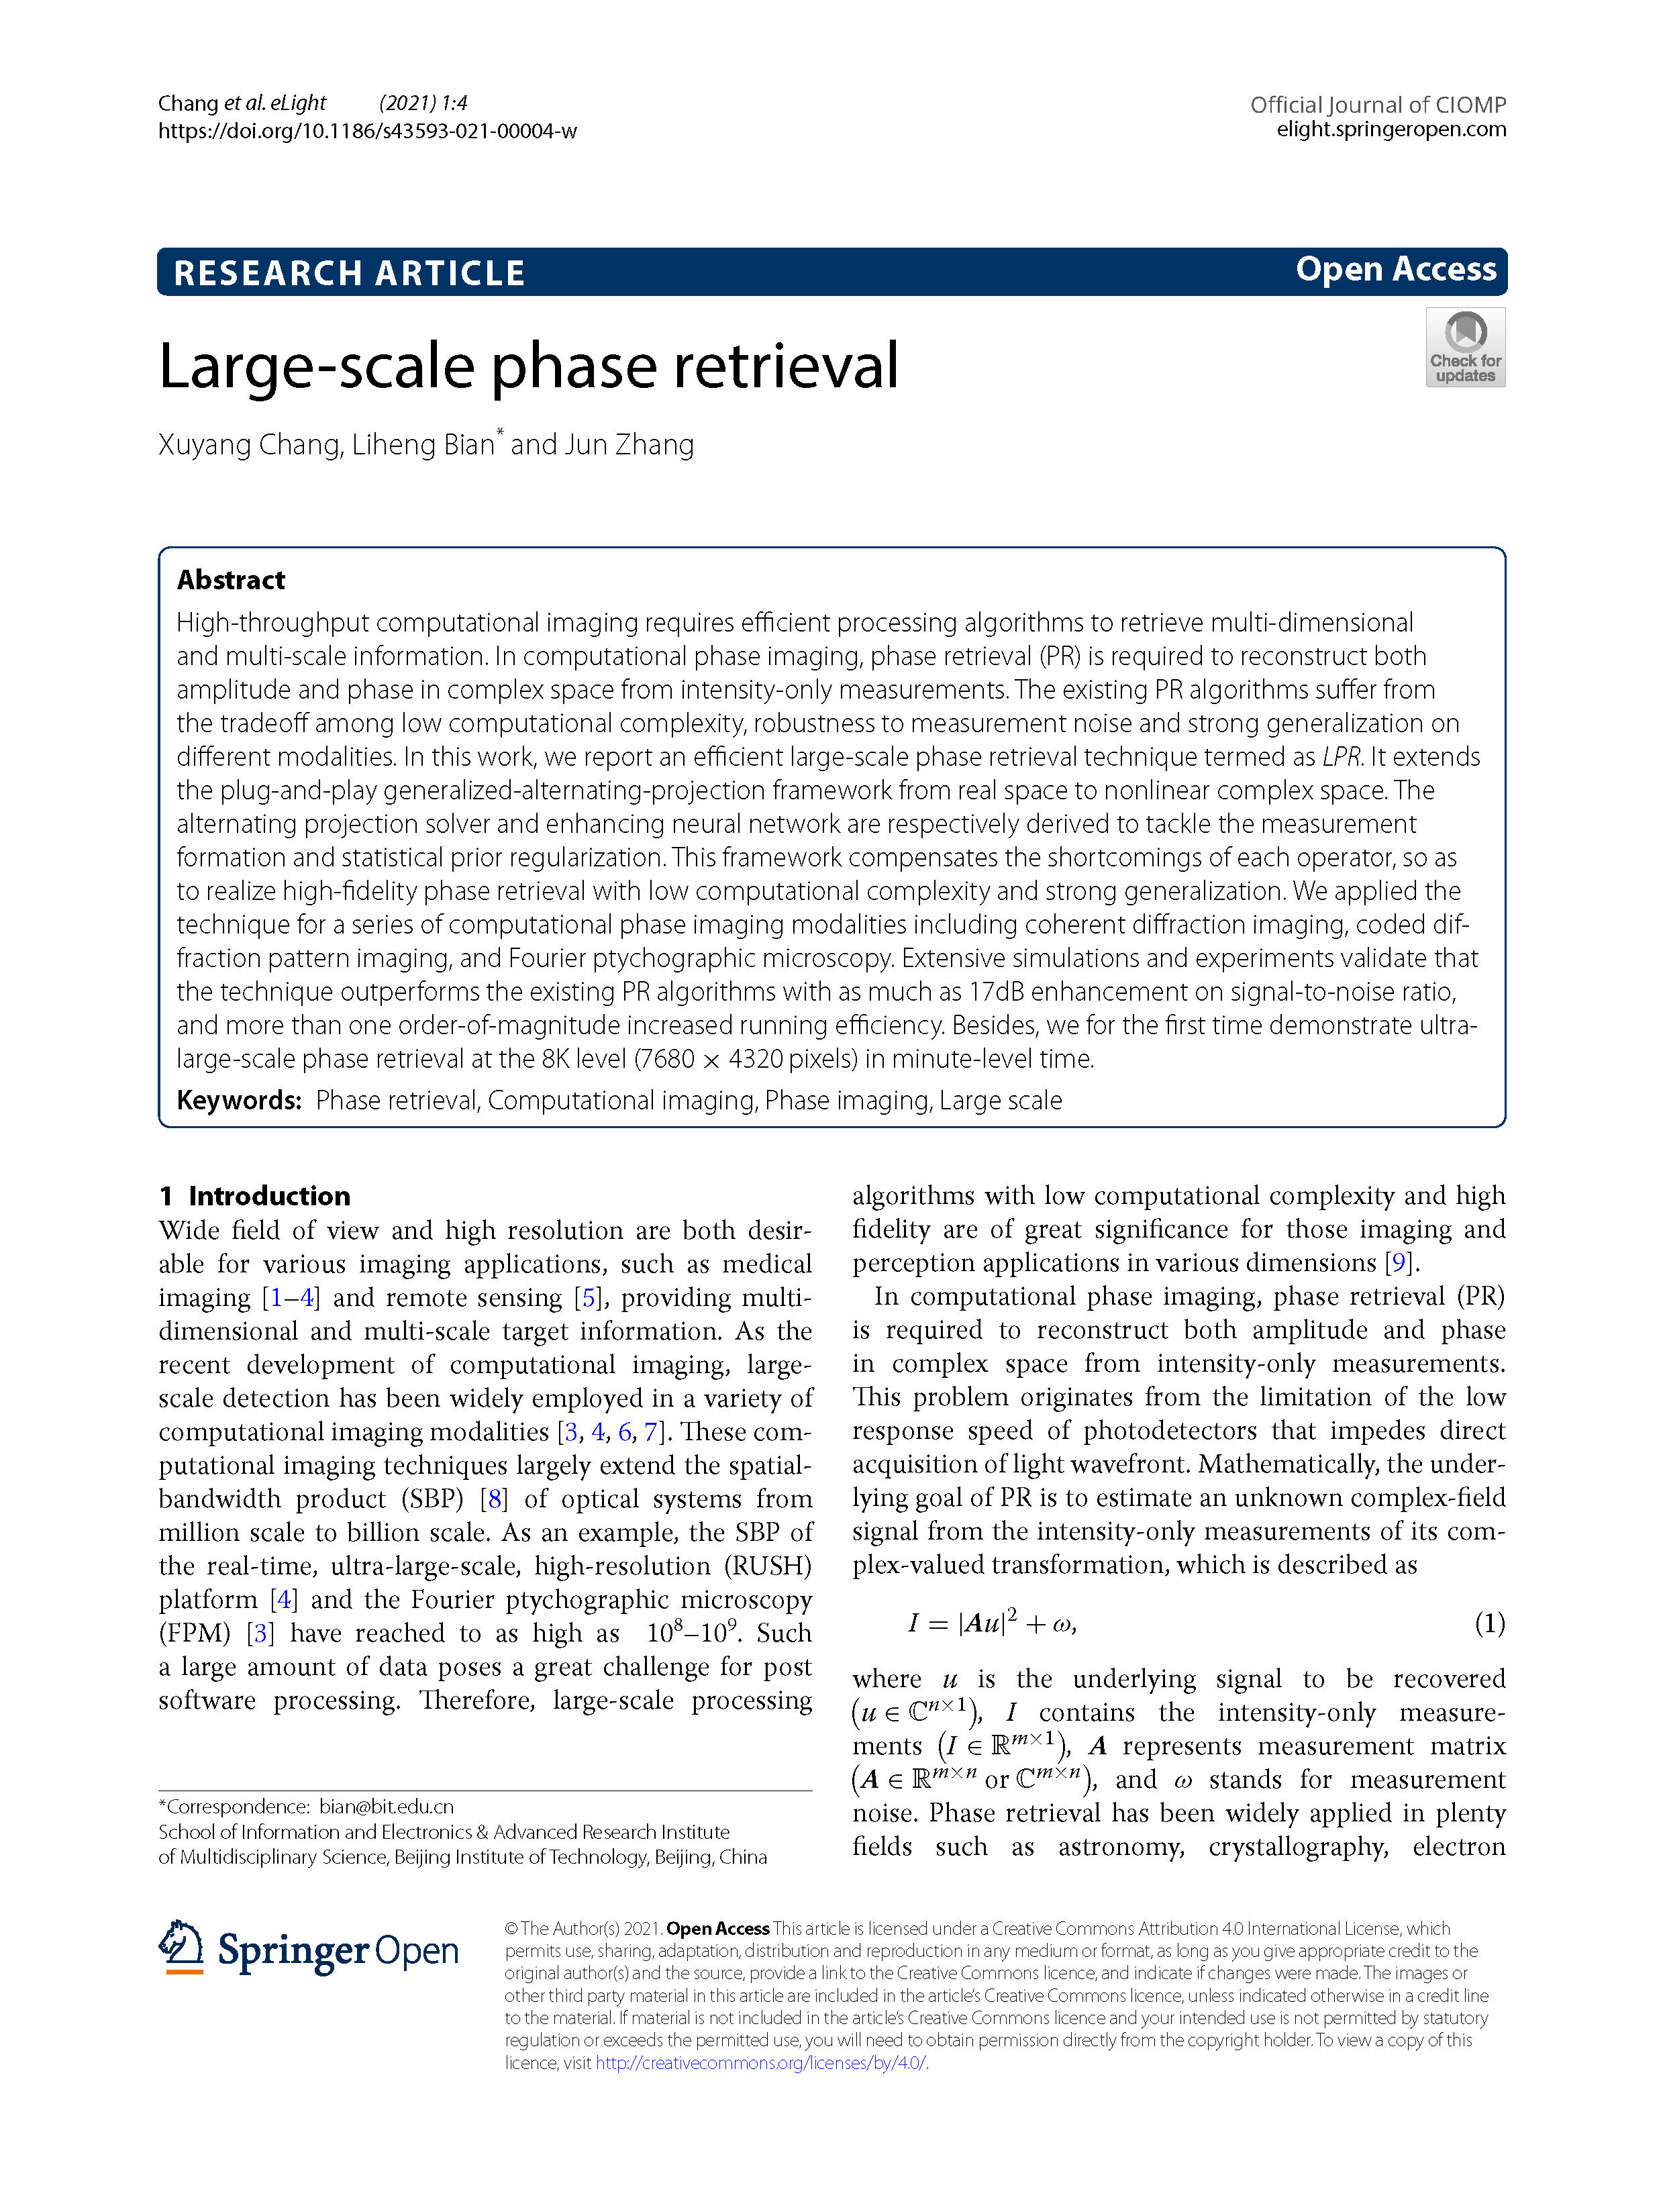 Chang et al. eLight (2021) 1:4
https://doi.org/10.1186/s43593-021-00004-w
Official Journal of CIOMP
elight.springeropen.com
RESEARCH ARTICLE
Open Access
Check for
updates
Large-scale phase retrieval
Xuyang Chang, Liheng Bian* and Jun Zhang
Abstract
High-throughput computational imaging requires efficient processing algorithms to retrieve multi-dimensional
and multi-scale information. In computational phase imaging, phase retrieval (PR) is required to reconstruct both
amplitude and phase in complex space from intensity-only measurements. The existing PR algorithms suffer from
the tradeoff among low computational complexity, robustness to measurement noise and strong generalization on
different modalities. In this work, we report an efficient large-scale phase retrieval technique termed as LPR. It extends
the plug-and-play generalized-alternating-projection framework from real space to nonlinear complex space. The
alternating projection solver and enhancing neural network are respectively derived to tackle the measurement
formation and statistical prior regularization. This framework compensates the shortcomings of each operator, so as
to realize high-fidelity phase retrieval with low computational complexity and strong generalization. We applied the
technique for a series of computational phase imaging modalities including coherent diffraction imaging, coded dif-
fraction pattern imaging, and Fourier ptychographic microscopy. Extensive simulations and experiments validate that
the technique outperforms the existing PR algorithms with as much as 17dB enhancement on signal-to-noise ratio,
and more than one order-of-magnitude increased running efficiency. Besides, we for the first time demonstrate ultra-
large-scale phase retrieval at the 8K level (7680 × 4320 pixels) in minute-level time.
Keywords: Phase retrieval, Computational imaging, Phase imaging, Large scale
1 Introduction
Wide field of view and high resolution are both desir-
able for various imaging applications, such as medical
imaging [1–4] and remote sensing [5], providing multi-
dimensional and multi-scale target information. As the
recent development of computational imaging, large-
scale detection has been widely employed in a variety of
computational imaging modalities [3, 4, 6, 7]. These com-
putational imaging techniques largely extend the spatial-
bandwidth product (SBP) [8] of optical systems from
million scale to billion scale. As an example, the SBP of
the real-time, ultra-large-scale, high-resolution (RUSH)
platform [4] and the Fourier ptychographic microscopy
(FPM) [3] have reached to as high as 10⁸–10⁹. Such
a large amount of data poses a great challenge for post
software processing. Therefore, large-scale processing
algorithms with low computational complexity and high
fidelity are of great significance for those imaging and
perception applications in various dimensions [9].
In computational phase imaging, phase retrieval (PR)
is required to reconstruct both amplitude and phase
in complex space from intensity-only measurements.
This problem originates from the limitation of the low
response speed of photodetectors that impedes direct
acquisition of light wavefront. Mathematically, the under-
lying goal of PR is to estimate an unknown complex-field
signal from the intensity-only measurements of its com-
plex-valued transformation, which is described as
I = |Au|² + ω, (1)
where u is the underlying signal to be recovered
(u ∈ ℂⁿˣ¹), I contains the intensity-only measure-
ments (I ∈ ℝᵐˣ¹), A represents measurement matrix
(A ∈ ℝᵐˣⁿ or ℂᵐˣⁿ), and ω stands for measurement
noise. Phase retrieval has been widely applied in plenty
fields such as astronomy, crystallography, electron
*Correspondence: bian@bit.edu.cn
School of Information and Electronics & Advanced Research Institute
of Multidisciplinary Science, Beijing Institute of Technology, Beijing, China
Springer Open
© The Author(s) 2021. Open Access This article is licensed under a Creative Commons Attribution 4.0 International License, which
permits use, sharing, adaptation, distribution and reproduction in any medium or format, as long as you give appropriate credit to the
original author(s) and the source, provide a link to the Creative Commons licence, and indicate if changes were made. The images or
other third party material in this article are included in the article's Creative Commons licence, unless indicated otherwise in a credit line
to the material. If material is not included in the article's Creative Commons licence and your intended use is not permitted by statutory
regulation or exceeds the permitted use, you will need to obtain permission directly from the copyright holder. To view a copy of this
licence, visit http://creativecommons.org/licenses/by/4.0/.